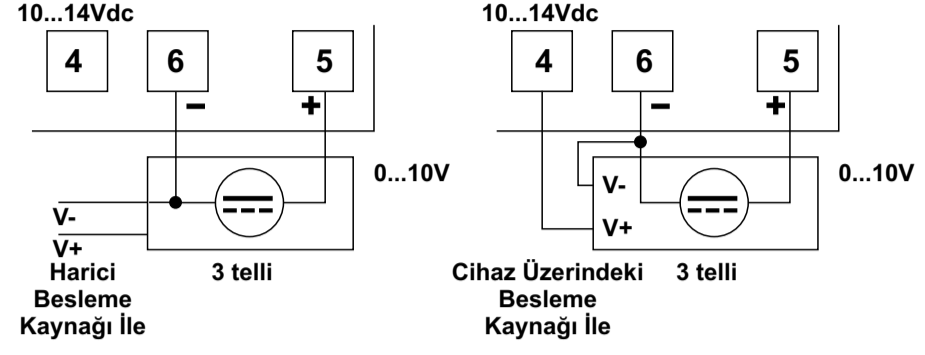 10...14Vdc
4
6
5
−
+
0...10V
V-
V+
Harici
Besleme
Kaynağı İle
3 telli
10...14Vdc
4
6
5
−
+
0...10V
V-
V+
Cihaz Üzerindeki
Besleme
Kaynağı İle
3 telli